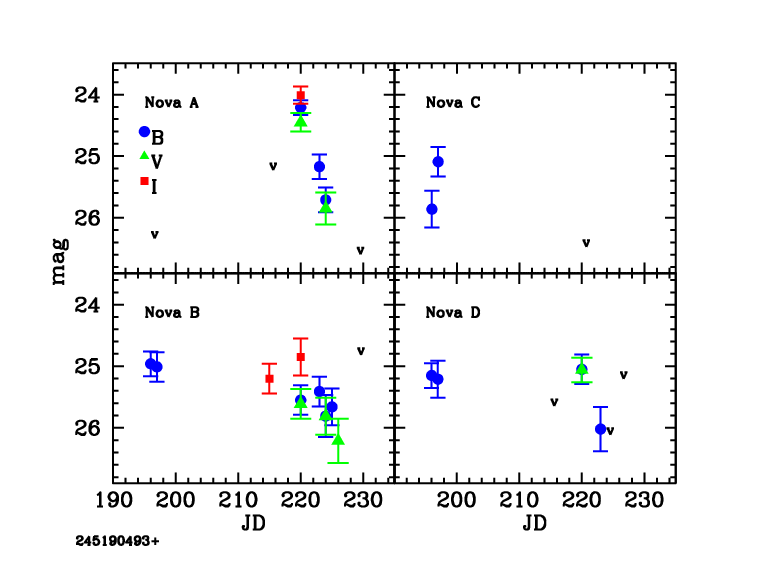 24
Nova A
Nova C
B
25
V
v
I
26
v
v
v
mag
24
Nova B
Nova D
25
v
v
v
26
v
190 200 210 220 230
200 210 220 230
JD
JD
245190493+